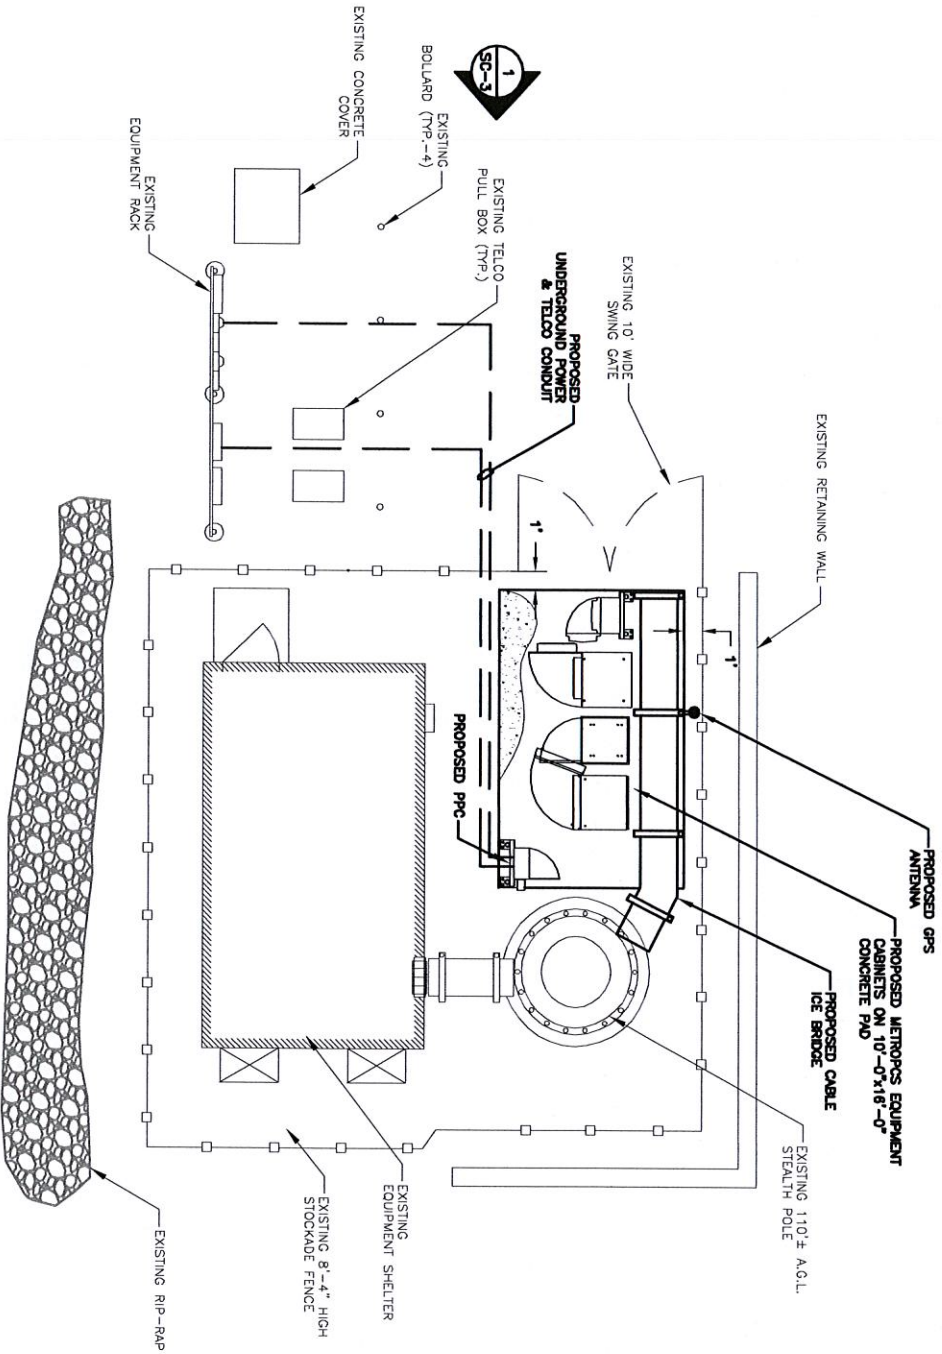 PROPOSED GPS
ANTENNA
PROPOSED METROPCS EQUIPMENT
CABINETS ON 10'-0"x16'-0"
CONCRETE PAD
PROPOSED CABLE
ICE BRIDGE
EXISTING RETAINING WALL
EXISTING 110'± A.G.L.
STEALTH POLE
1'
EXISTING 10' WIDE
SWING GATE
PROPOSED
UNDERGROUND POWER
& TELCO CONDUIT
1'
1
SC-3
EXISTING TELCO
PULL BOX (TYP.)
PROPOSED PPC
EXISTING
BOLLARD (TYP.-4)
EXISTING
EQUIPMENT SHELTER
EXISTING CONCRETE
COVER
EXISTING 8'-4" HIGH
STOCKADE FENCE
EXISTING RIP-RAP
EXISTING
EQUIPMENT RACK